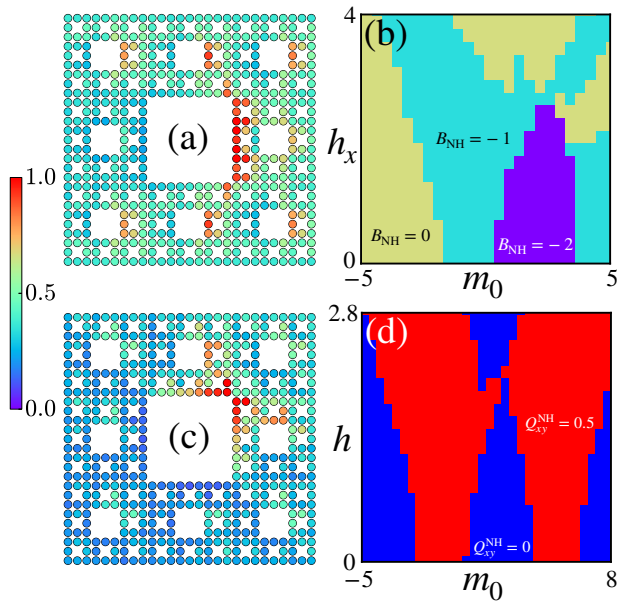 (a)
1.0
0.5
0.0
(b)
4
h_x
0
B_NH = −1
B_NH = 0
B_NH = −2
−5
m_0
5
(c)
(d)
2.8
h
0
Q_xy^NH = 0.5
Q_xy^NH = 0
−5
m_0
8